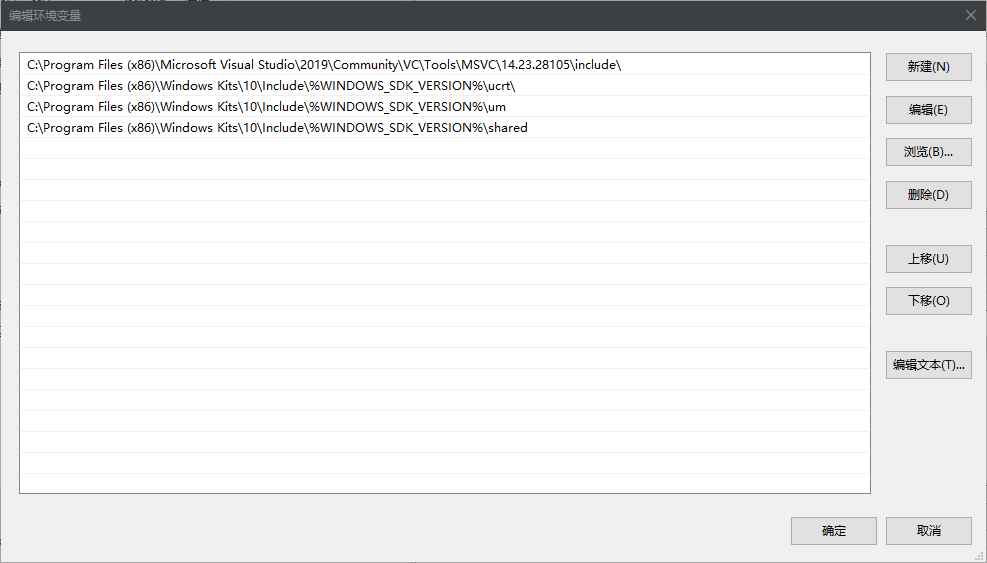 编辑环境变量
C:\Program Files (x86)\Microsoft Visual Studio\2019\Community\VC\Tools\MSVC\14.23.28105\include\
C:\Program Files (x86)\Windows Kits\10\Include\%WINDOWS_SDK_VERSION%\ucrt\
C:\Program Files (x86)\Windows Kits\10\Include\%WINDOWS_SDK_VERSION%\um
C:\Program Files (x86)\Windows Kits\10\Include\%WINDOWS_SDK_VERSION%\shared
新建(N)
编辑(E)
浏览(B)...
删除(D)
上移(U)
下移(O)
编辑文本(T)...
确定
取消